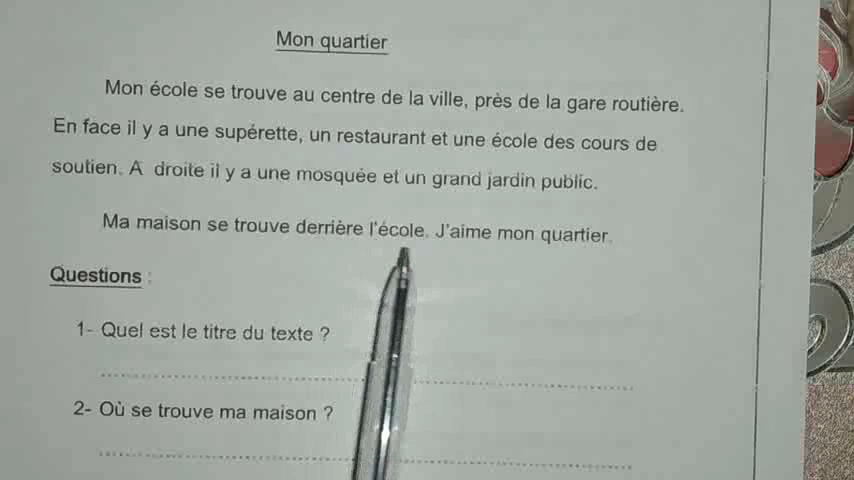 Mon quartier
Mon école se trouve au centre de la ville, près de la gare routière.
En face il y a une supérette, un restaurant et une école des cours de
soutien. A droite il y a une mosquée et un grand jardin public.
Ma maison se trouve derrière l'école. J'aime mon quartier.
Questions :
1- Quel est le titre du texte ?
2- Où se trouve ma maison ?